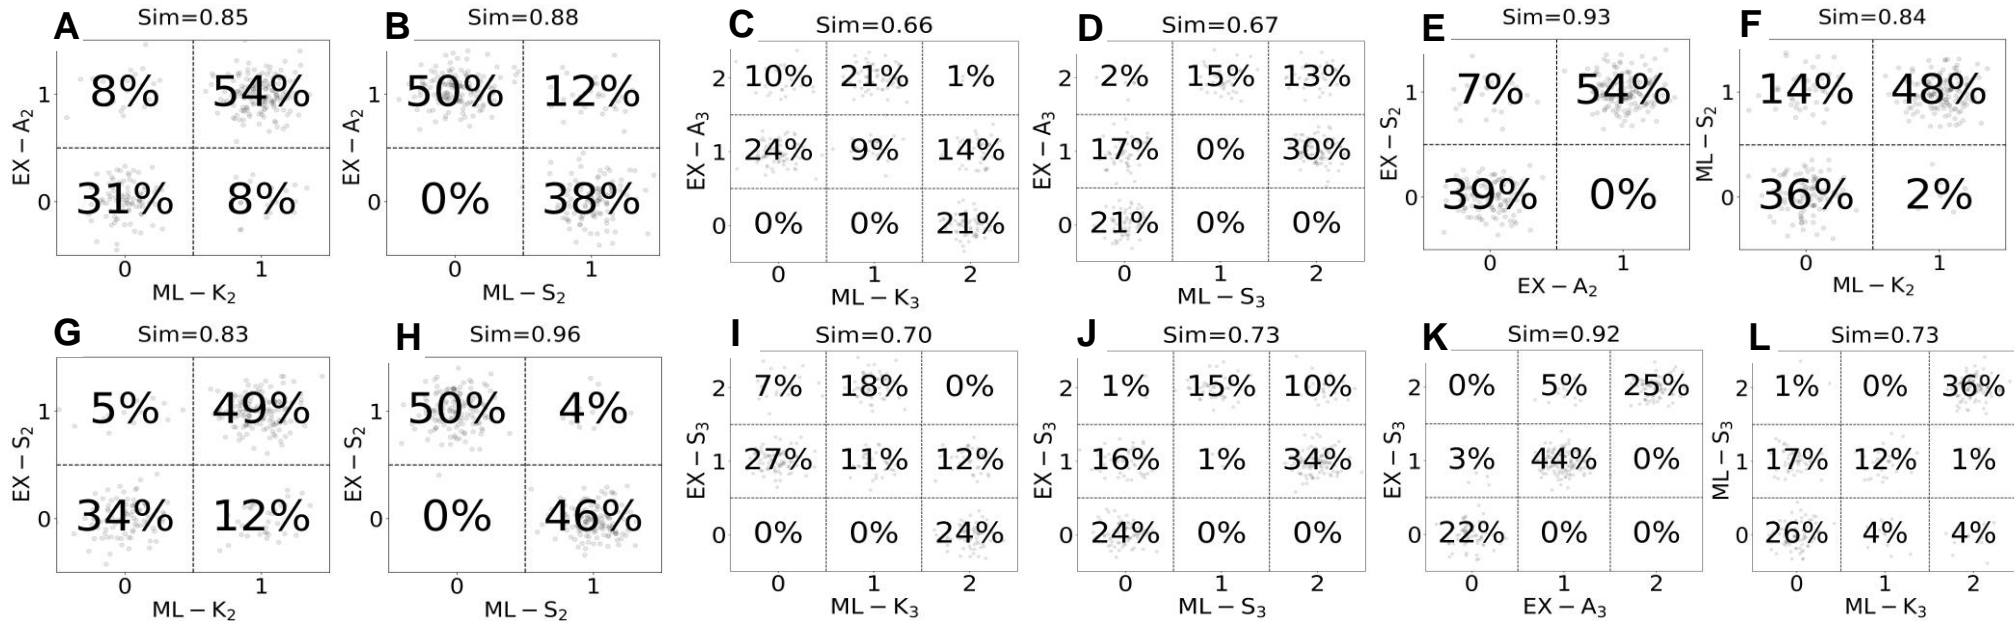 A
Sim=0.85
8% 54%
31% 8%
EX − A₂
1
0
0 1
ML − K₂
B
Sim=0.88
50% 12%
0% 38%
EX − A₂
1
0
0 1
ML − S₂
C
Sim=0.66
10% 21% 1%
24% 9% 14%
0% 0% 21%
EX − A₃
2
1
0
0 1 2
ML − K₃
D
Sim=0.67
2% 15% 13%
17% 0% 30%
21% 0% 0%
EX − A₃
2
1
0
0 1 2
ML − S₃
E
Sim=0.93
7% 54%
39% 0%
EX − S₂
1
0
0 1
EX − A₂
F
Sim=0.84
14% 48%
36% 2%
ML − S₂
1
0
0 1
ML − K₂
G
Sim=0.83
5% 49%
34% 12%
EX − S₂
1
0
0 1
ML − K₂
H
Sim=0.96
50% 4%
0% 46%
EX − S₂
1
0
0 1
ML − S₂
I
Sim=0.70
7% 18% 0%
27% 11% 12%
0% 0% 24%
EX − S₃
2
1
0
0 1 2
ML − K₃
J
Sim=0.73
1% 15% 10%
16% 1% 34%
24% 0% 0%
EX − S₃
2
1
0
0 1 2
ML − S₃
K
Sim=0.92
0% 5% 25%
3% 44% 0%
22% 0% 0%
EX − S₃
2
1
0
0 1 2
EX − A₃
L
Sim=0.73
1% 0% 36%
17% 12% 1%
26% 4% 4%
ML − S₃
2
1
0
0 1 2
ML − K₃